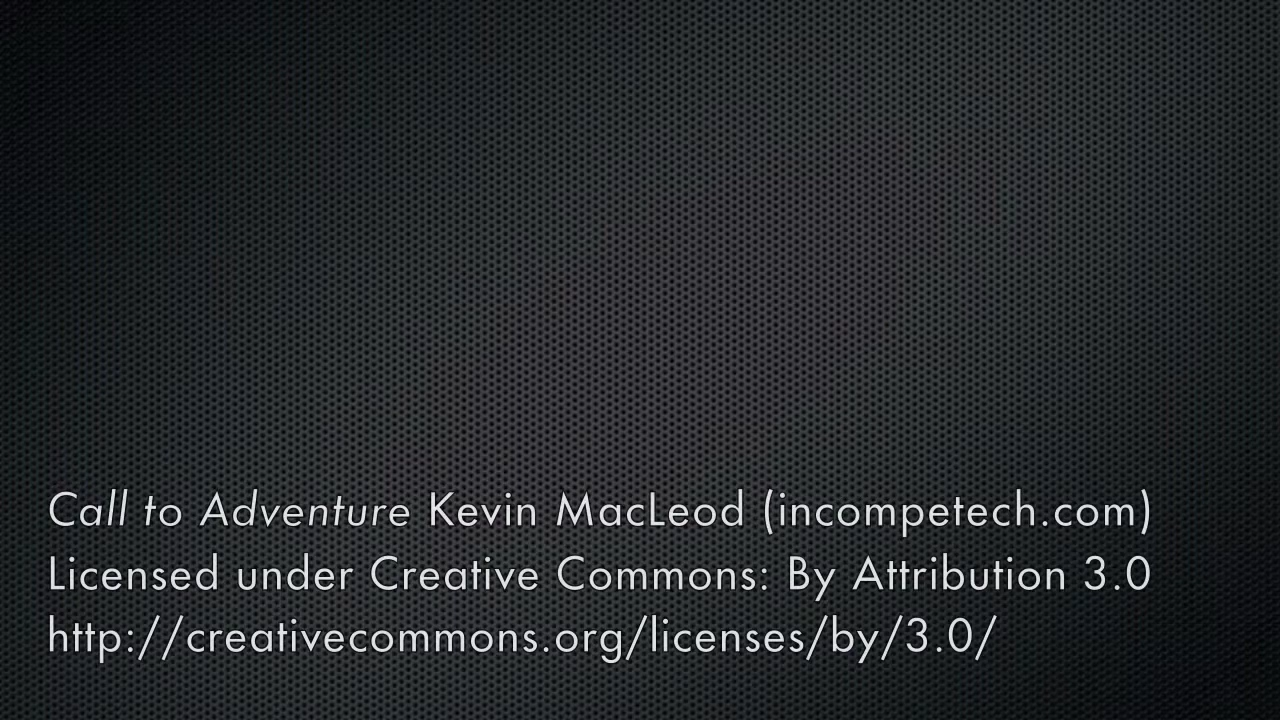 Call to Adventure Kevin MacLeod (incompetech.com)
Licensed under Creative Commons: By Attribution 3.0
http://creativecommons.org/licenses/by/3.0/